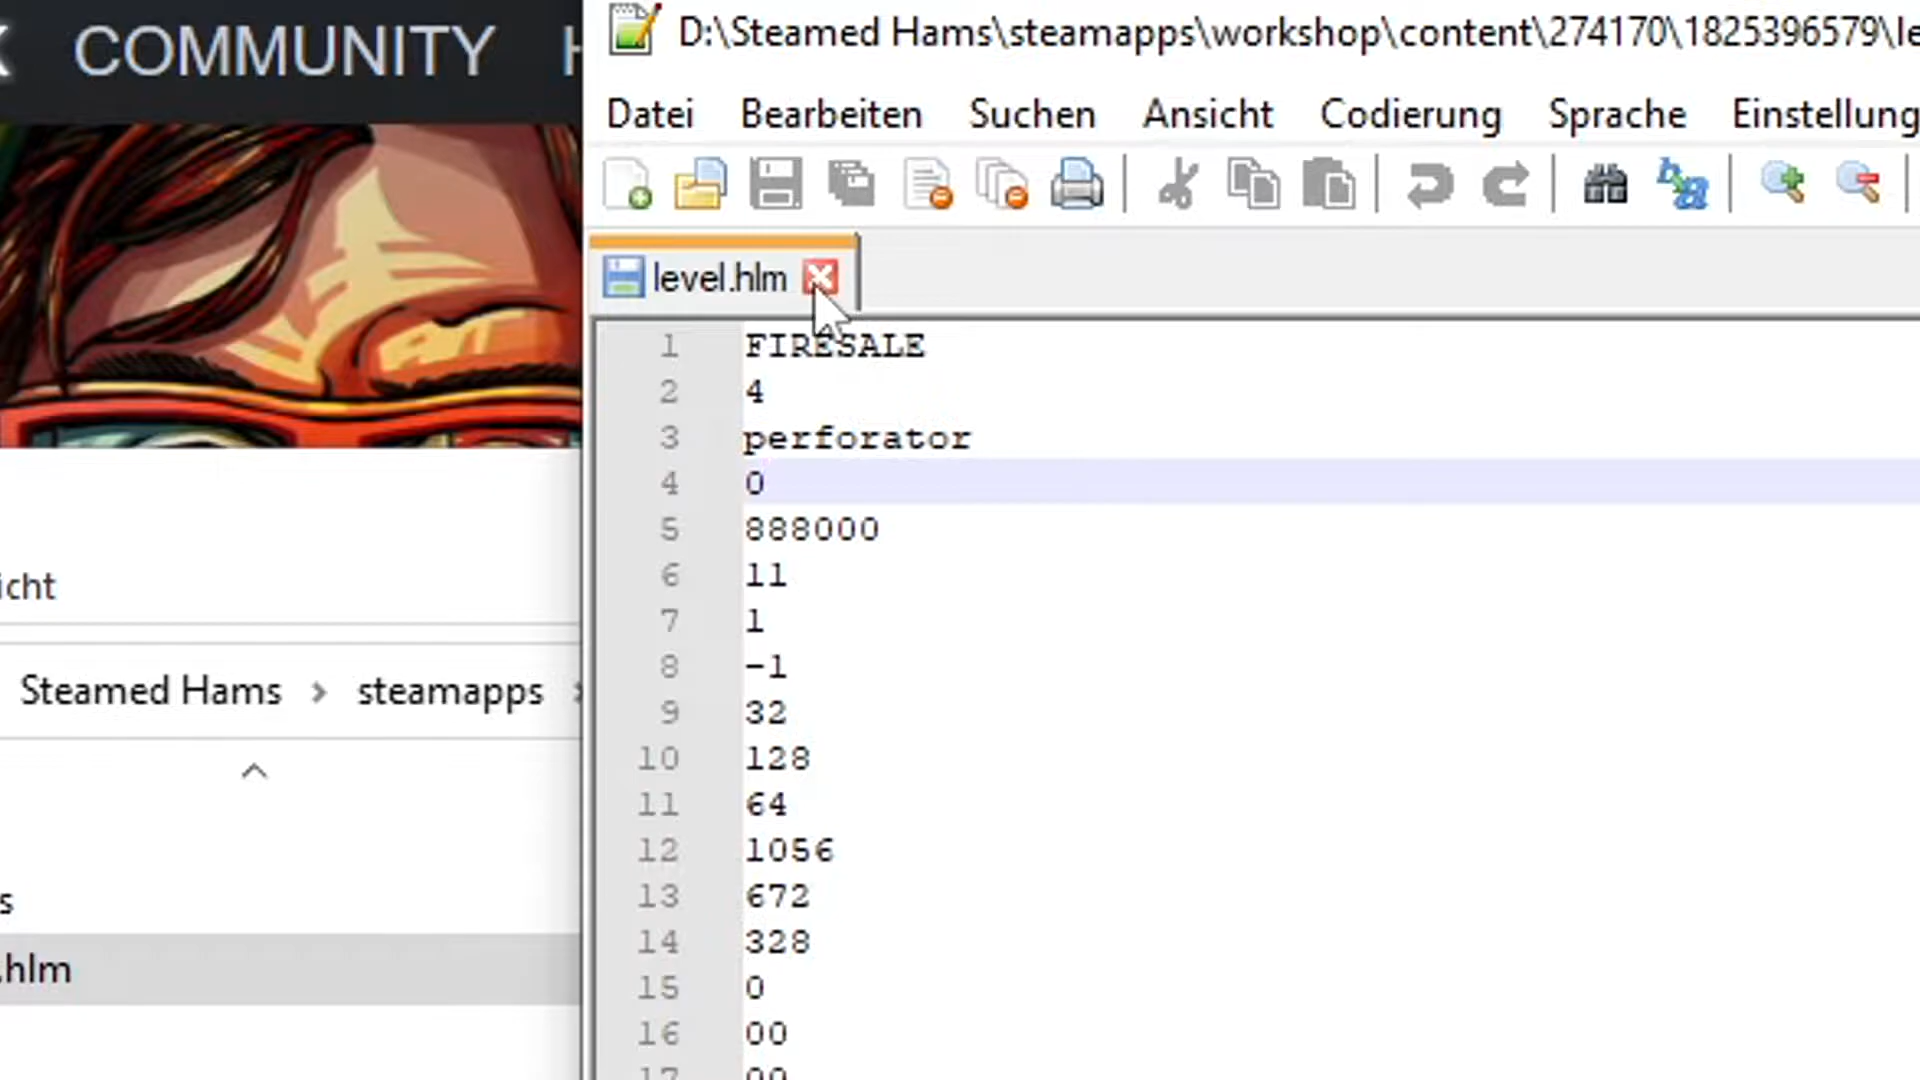 COMMUNITY
D:\Steamed Hams\steamapps\workshop\content\274170\1825396579\le
Datei Bearbeiten Suchen Ansicht Codierung Sprache Einstellung
level.hlm
1 FIRESALE
2 4
3 perforator
4 0
5 888000
6 11
7 1
8 -1
9 32
10 128
11 64
12 1056
13 672
14 328
15 0
16 00
17 00
icht
Steamed Hams > steamapps
s
.hlm